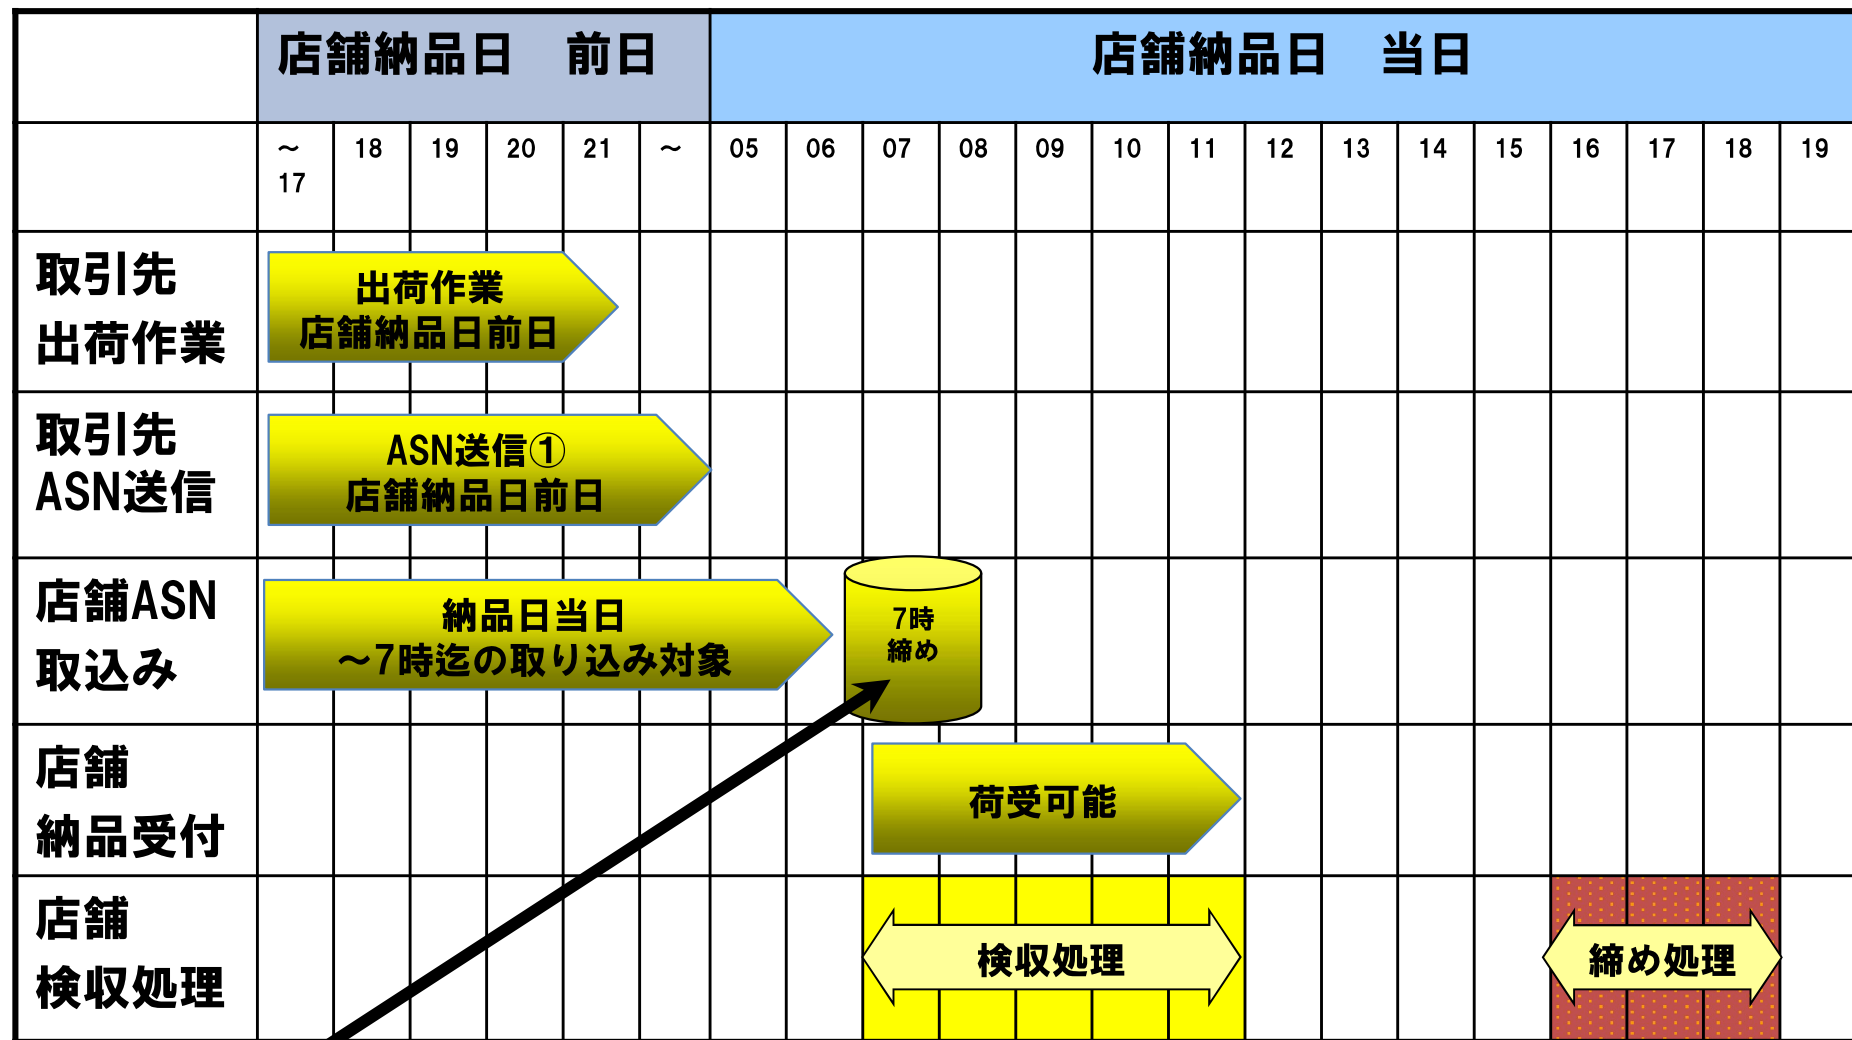 店舗納品日　前日
店舗納品日　当日
～
17
18
19
20
21
～
05
06
07
08
09
10
11
12
13
14
15
16
17
18
19
取引先
出荷作業
出荷作業
店舗納品日前日
取引先
ASN送信
ASN送信①
店舗納品日前日
店舗ASN
取込み
納品日当日
～7時迄の取り込み対象
7時
締め
店舗
納品受付
荷受可能
店舗
検収処理
検収処理
締め処理